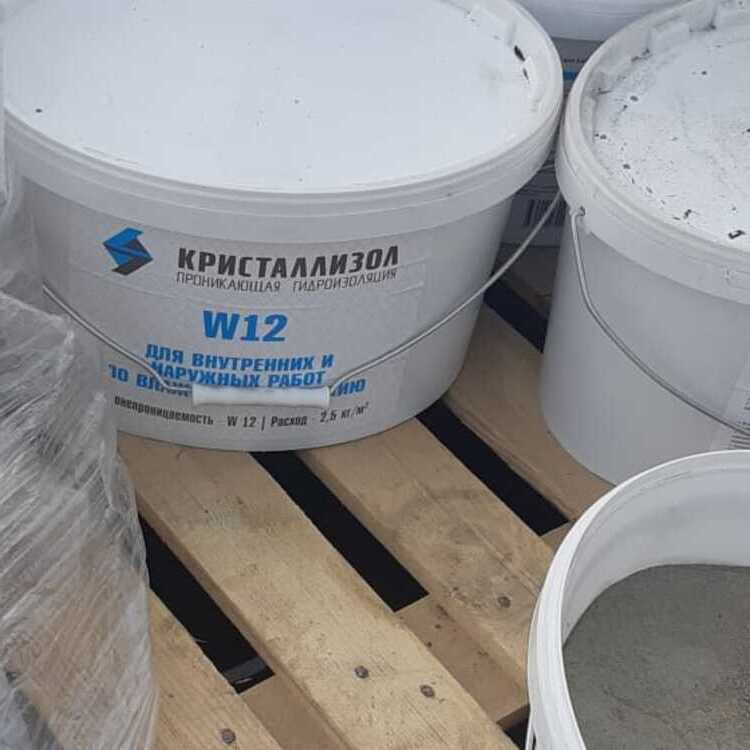 КРИСТАЛЛИЗОЛ
ПРОНИКАЮЩАЯ ГИДРОИЗОЛЯЦИЯ
W12
ДЛЯ ВНУТРЕННИХ И
НАРУЖНЫХ РАБОТ
- W 12 | Расход - 2,5 кг/м²